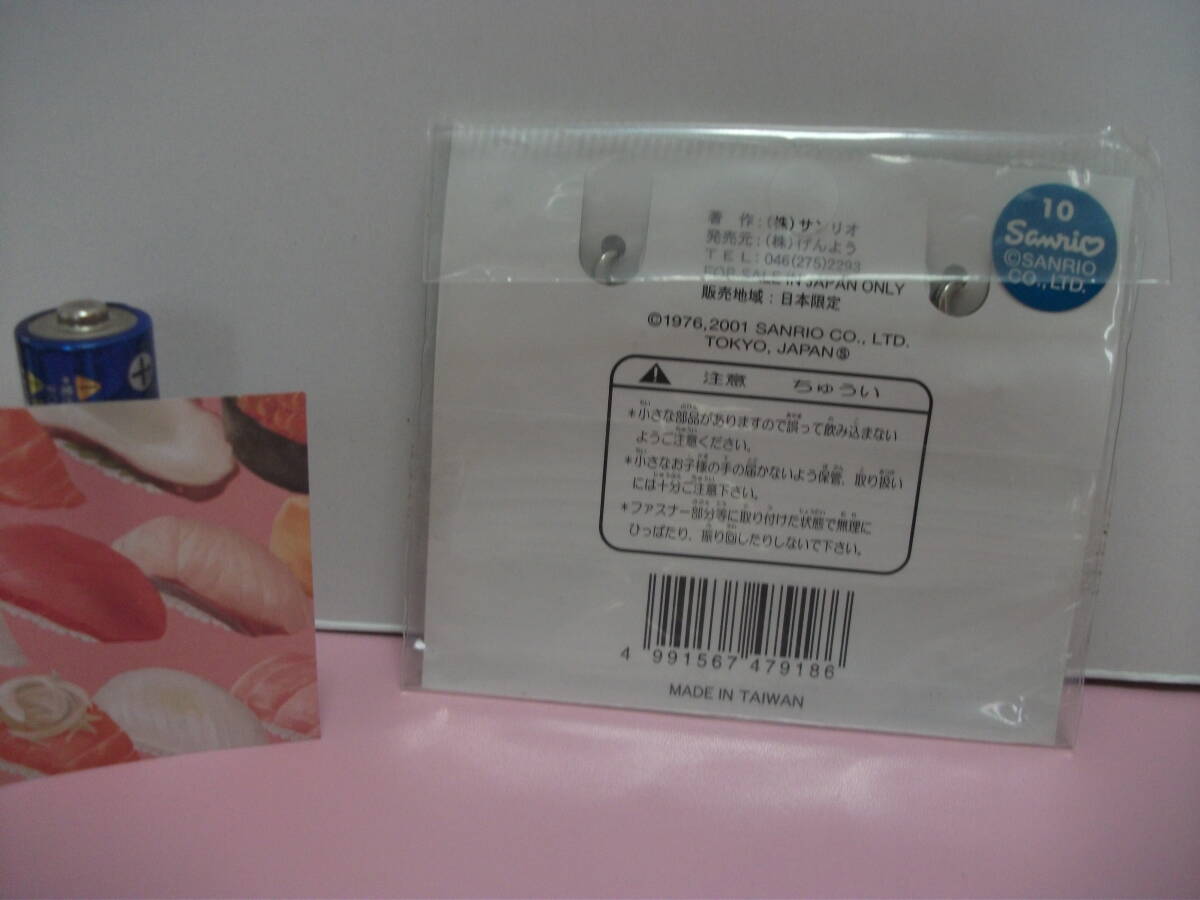 著 作:(株)サンリオ
発売元:(株)げんよう
TEL:046(275)2293
FOR SALE IN JAPAN ONLY
販売地域:日本限定
©1976,2001 SANRIO CO., LTD.
TOKYO, JAPAN Ⓢ
10
Sanrio
©SANRIO
CO., LTD.
注意 ちゅうい
*小さな部品がありますので誤って飲み込まない
ようご注意ください。
*小さなお子様の手の届かないよう保管、取り扱い
には十分ご注意下さい。
*ファスナー部分等に取り付けた状態で無理に
ひっぱたり、振り回したりしないで下さい。
4 991567 479186
MADE IN TAIWAN